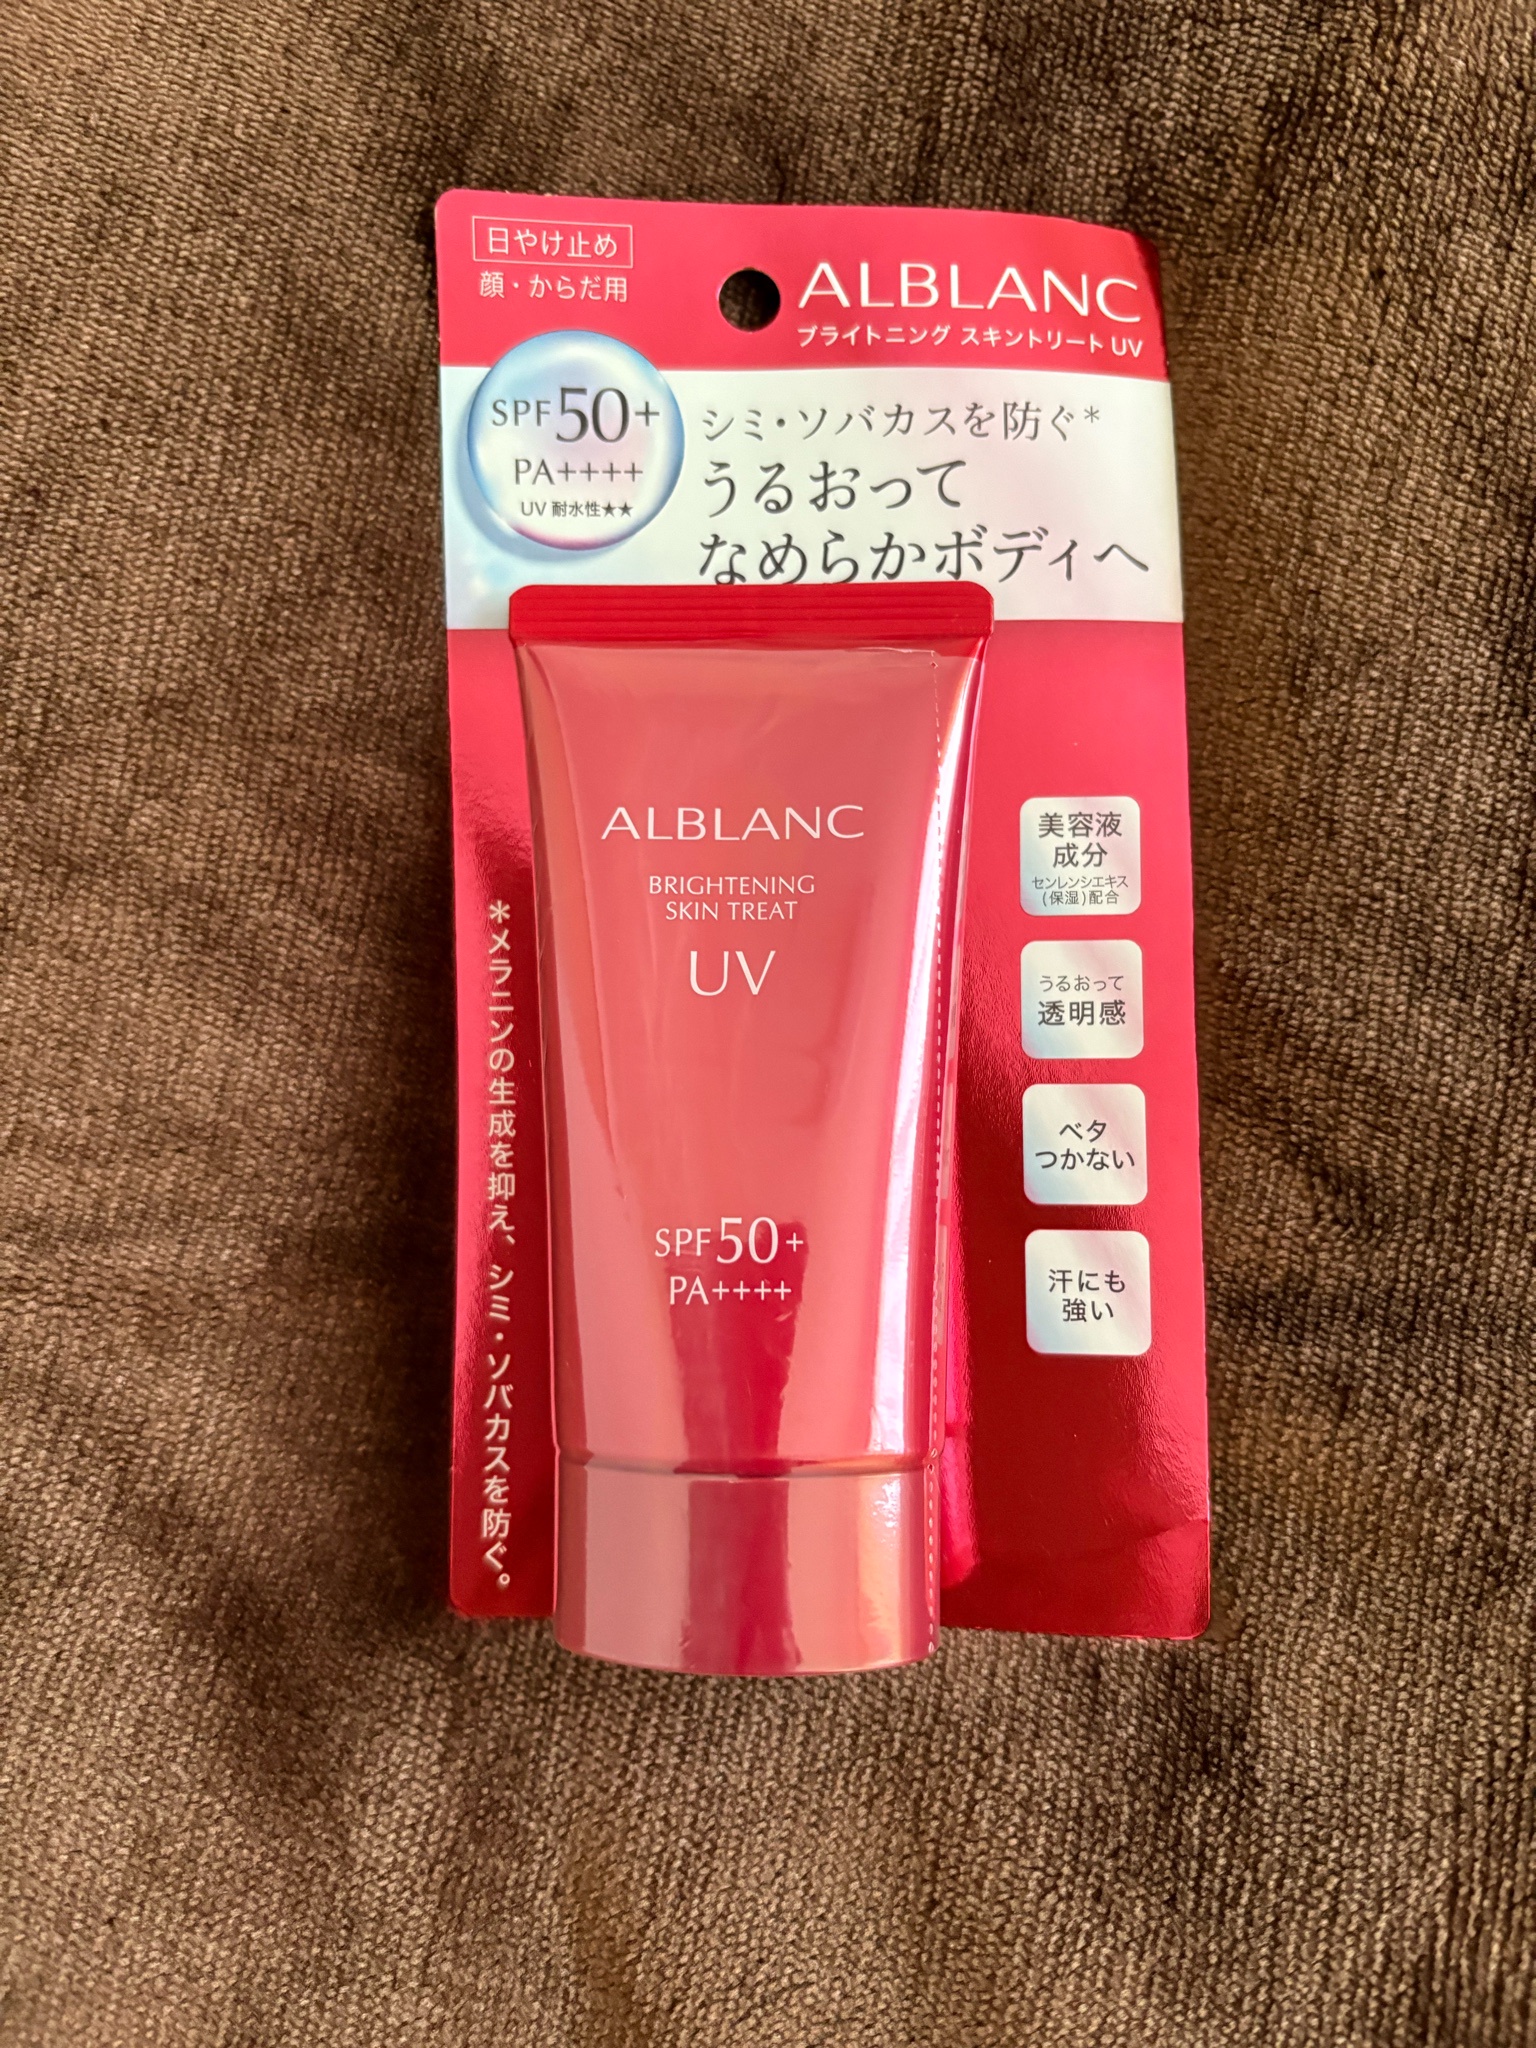 日やけ止め
顔・からだ用
ALBLANC
ブライトニング スキントリート UV
SPF50+
PA++++
UV 耐水性★★
シミ・ソバカスを防ぐ*
うるおって
なめらかボディへ
ALBLANC
BRIGHTENING
SKIN TREAT
UV
SPF50+
PA++++
美容液
成分
センレンシエキス
(保湿)配合
うるおって
透明感
ベタ
つかない
汗にも
強い
*メラニンの生成を抑え、シミ・ソバカスを防ぐ。